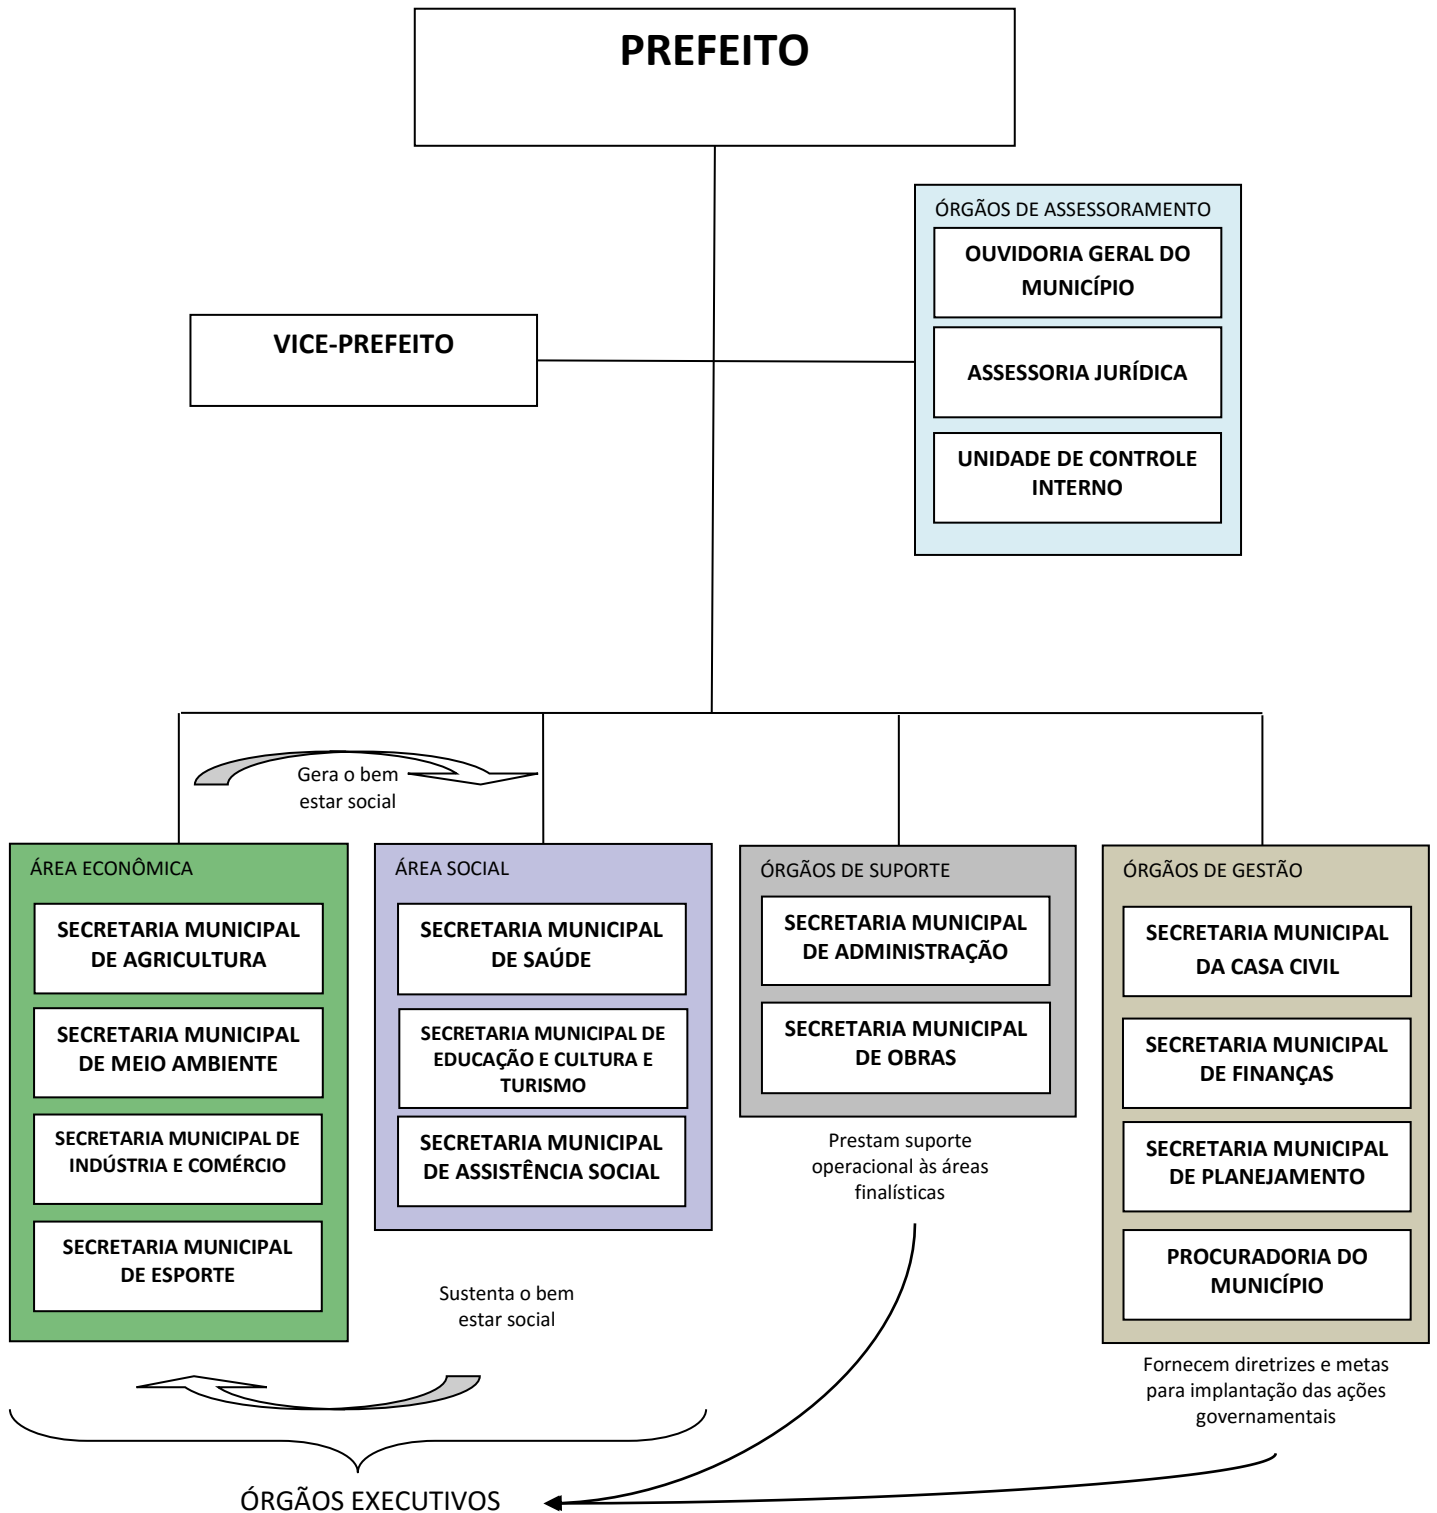 PREFEITO
ÓRGÃOS DE ASSESSORAMENTO
OUVIDORIA GERAL DO
MUNICÍPIO
VICE-PREFEITO
ASSESSORIA JURÍDICA
UNIDADE DE CONTROLE
INTERNO
Gera o bem
estar social
ÁREA ECONÔMICA
SECRETARIA MUNICIPAL
DE AGRICULTURA
SECRETARIA MUNICIPAL
DE MEIO AMBIENTE
SECRETARIA MUNICIPAL DE
INDÚSTRIA E COMÉRCIO
SECRETARIA MUNICIPAL
DE ESPORTE
ÁREA SOCIAL
SECRETARIA MUNICIPAL
DE SAÚDE
SECRETARIA MUNICIPAL DE
EDUCAÇÃO E CULTURA E
TURISMO
SECRETARIA MUNICIPAL
DE ASSISTÊNCIA SOCIAL
Sustenta o bem
estar social
ÓRGÃOS DE SUPORTE
SECRETARIA MUNICIPAL
DE ADMINISTRAÇÃO
SECRETARIA MUNICIPAL
DE OBRAS
Prestam suporte
operacional às áreas
finalísticas
ÓRGÃOS DE GESTÃO
SECRETARIA MUNICIPAL
DA CASA CIVIL
SECRETARIA MUNICIPAL
DE FINANÇAS
SECRETARIA MUNICIPAL
DE PLANEJAMENTO
PROCURADORIA DO
MUNICÍPIO
Fornecem diretrizes e metas
para implantação das ações
governamentais
ÓRGÃOS EXECUTIVOS